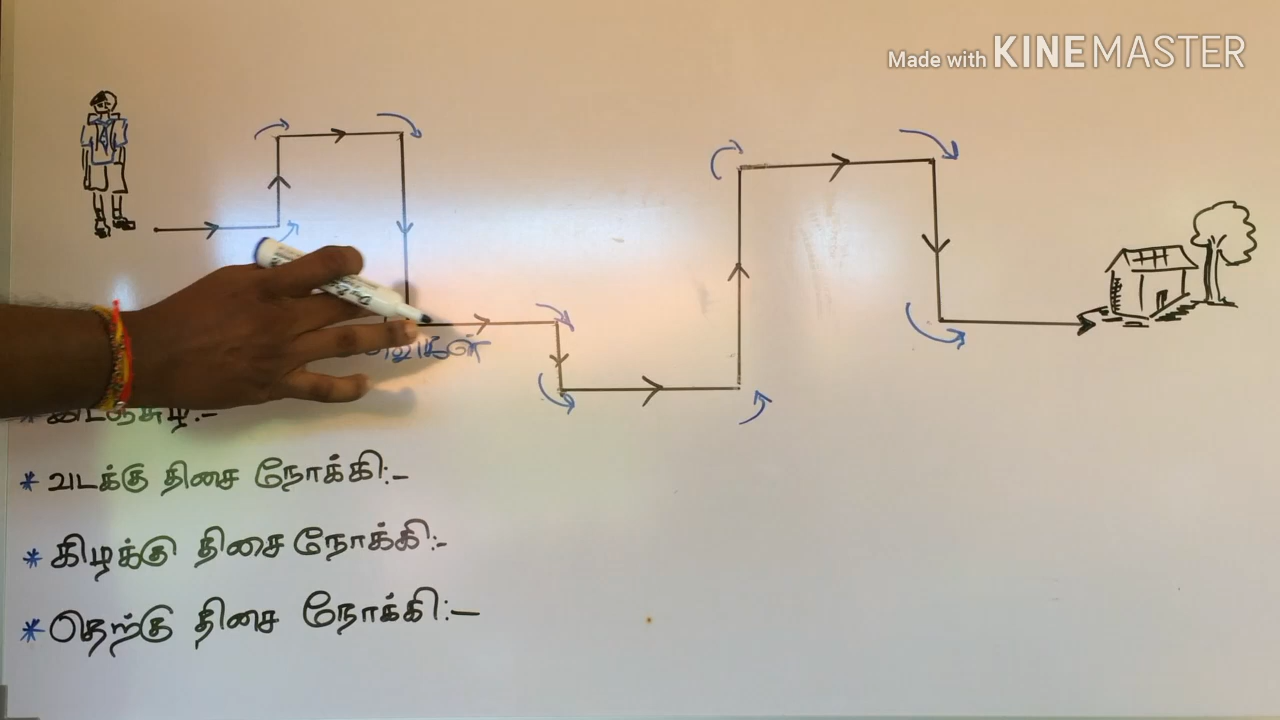 Made with KINEMASTER
* வடக்கு திசை நோக்கி:-
* கிழக்கு திசை நோக்கி:-
* தெற்கு திசை நோக்கி:-